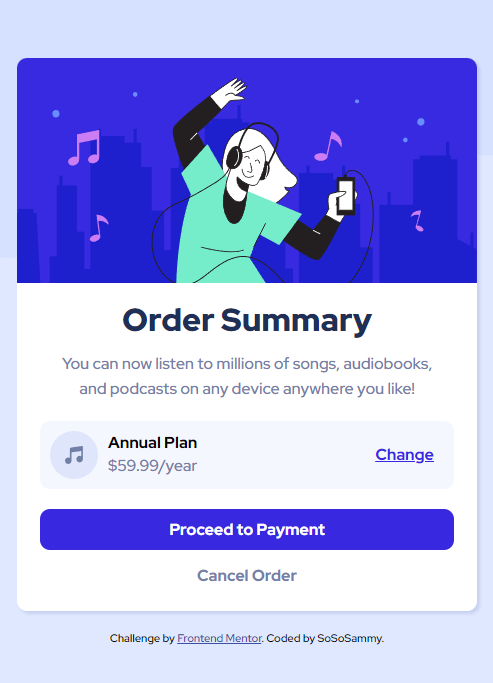 Order Summary
You can now listen to millions of songs, audiobooks,
and podcasts on any device anywhere you like!
Annual Plan
$59.99/year
Change
Proceed to Payment
Cancel Order
Challenge by Frontend Mentor. Coded by SoSoSammy.